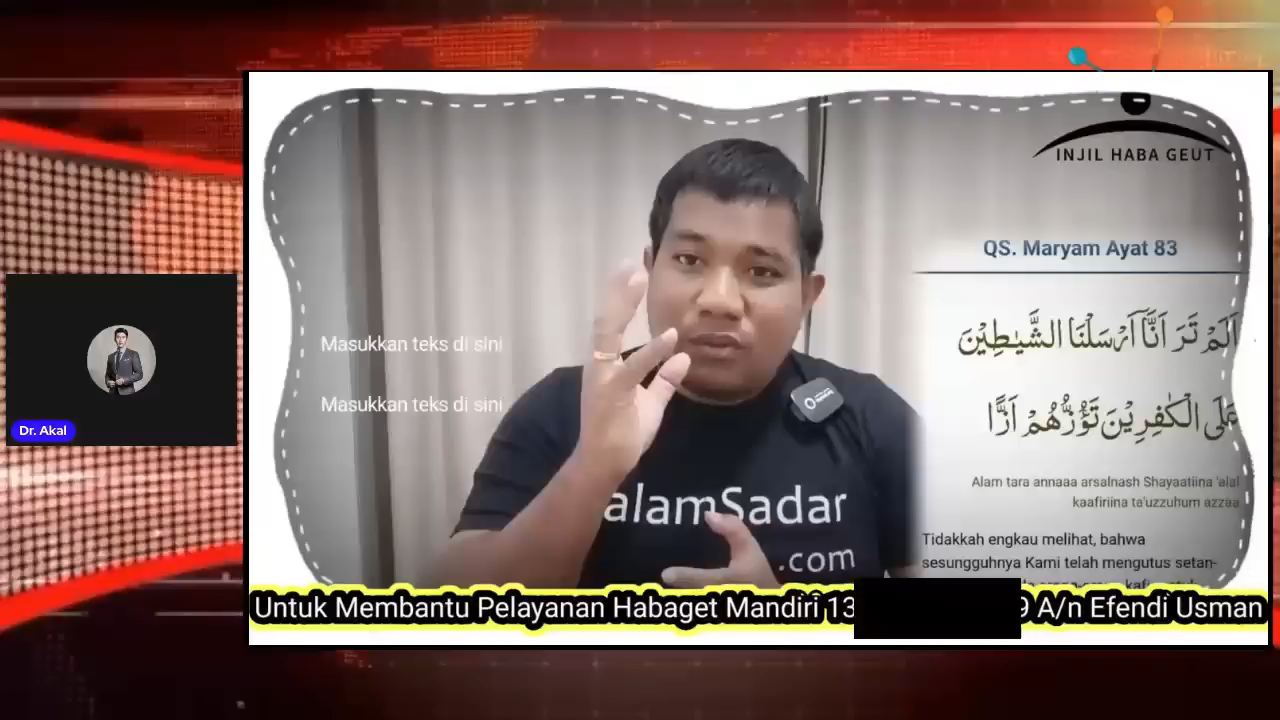 INJIL HABA GEUT
QS. Maryam Ayat 83
اَلَمْ تَرَ اَنَّآ اَرْسَلْنَا الشَّيٰطِيْنَ
عَلَى الْكٰفِرِيْنَ تَؤُزُّهُمْ اَزًّا
Alam tara annaaa arsalnash Shayaatiina 'alal
kaafiriina ta'uzzuhum azzaa
Tidakkah engkau melihat, bahwa
sesungguhnya Kami telah mengutus setan-
Masukkan teks di sini
Masukkan teks di sini
alamSadar
.com
Dr. Akal
Untuk Membantu Pelayanan Habaget Mandiri 13 9 A/n Efendi Usman